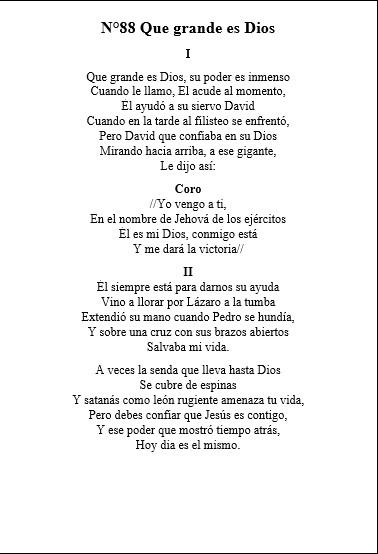 N°88 Que grande es Dios
I
Que grande es Dios, su poder es inmenso
Cuando le llamo, El acude al momento,
Él ayudó a su siervo David
Cuando en la tarde al filisteo se enfrentó,
Pero David que confiaba en su Dios
Mirando hacia arriba, a ese gigante,
Le dijo así:
Coro
//Yo vengo a ti,
En el nombre de Jehová de los ejércitos
Él es mi Dios, conmigo está
Y me dará la victoria//
II
Él siempre está para darnos su ayuda
Vino a llorar por Lázaro a la tumba
Extendió su mano cuando Pedro se hundía,
Y sobre una cruz con sus brazos abiertos
Salvaba mi vida.
A veces la senda que lleva hasta Dios
Se cubre de espinas
Y satanás como león rugiente amenaza tu vida,
Pero debes confiar que Jesús es contigo,
Y ese poder que mostró tiempo atrás,
Hoy día es el mismo.